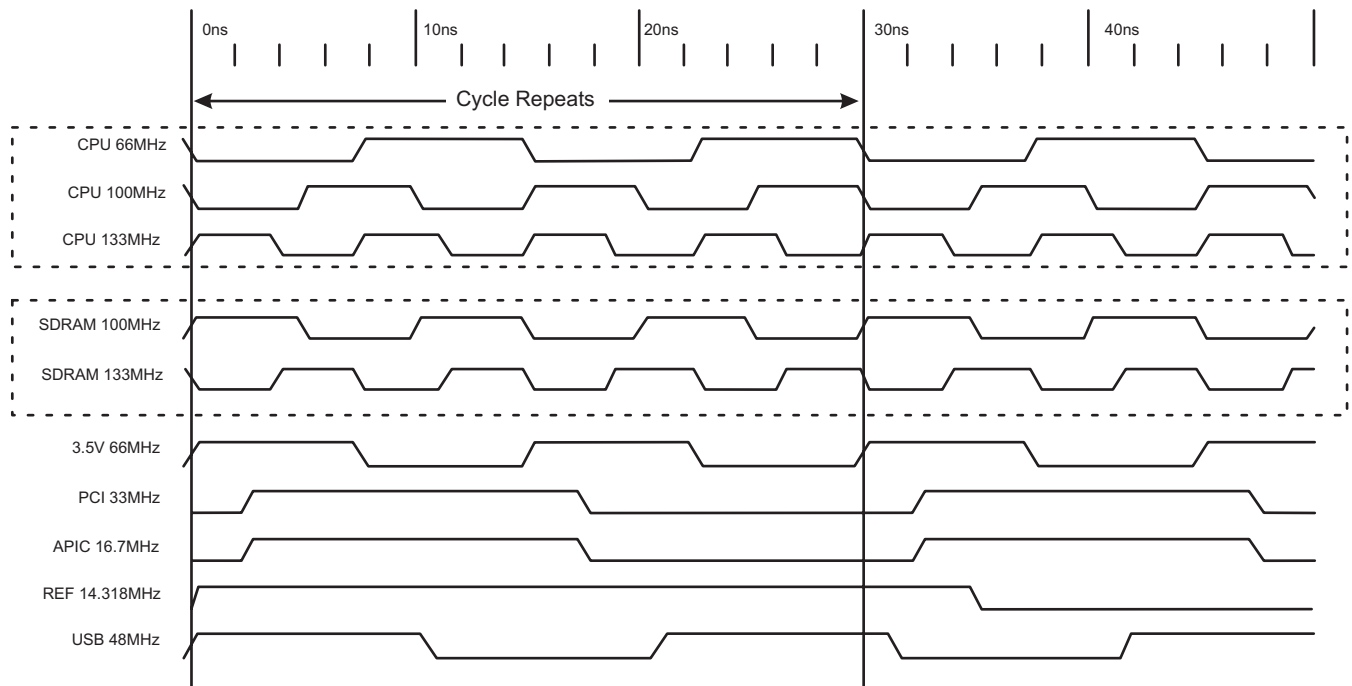 0ns 10ns 20ns 30ns 40ns
Cycle Repeats
CPU 66MHz
CPU 100MHz
CPU 133MHz
SDRAM 100MHz
SDRAM 133MHz
3.5V 66MHz
PCI 33MHz
APIC 16.7MHz
REF 14.318MHz
USB 48MHz